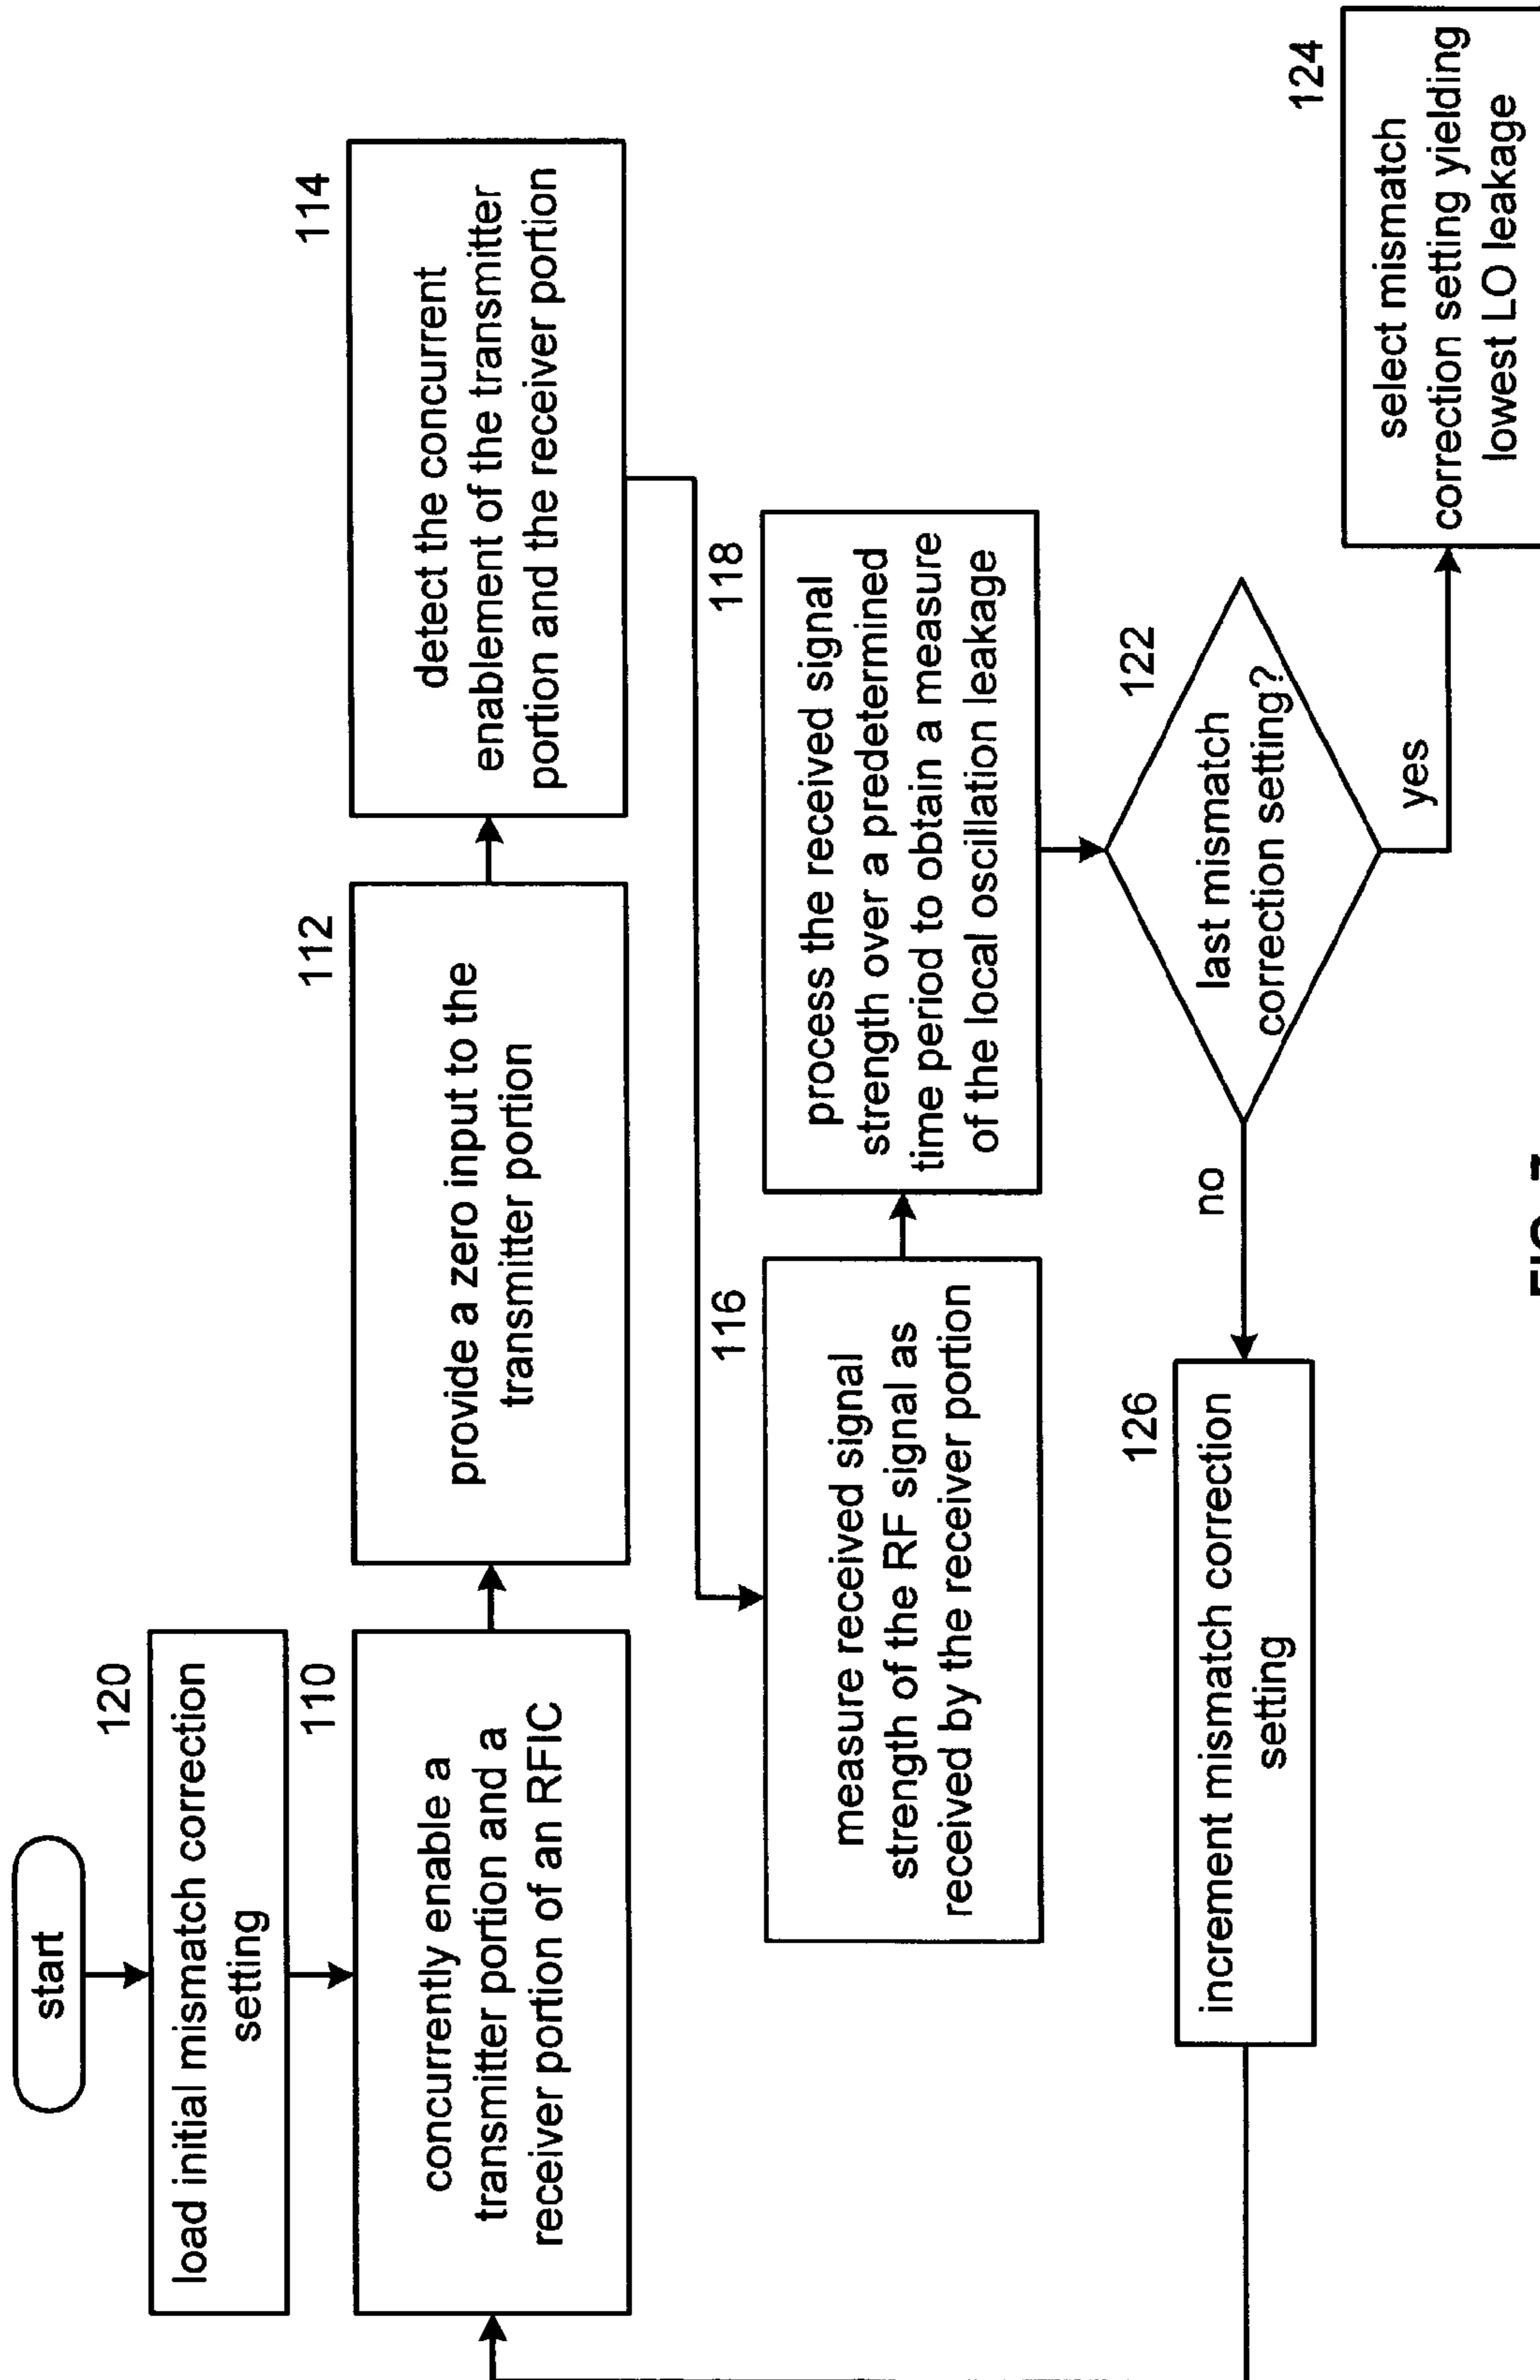 start
120
load initial mismatch correction
setting
110
concurrently enable a
transmitter portion and a
receiver portion of an RFIC
112
provide a zero input to the
transmitter portion
114
detect the concurrent
enablement of the transmitter
portion and the receiver portion
116
measure received signal
strength of the RF signal as
received by the receiver portion
118
process the received signal
strength over a predetermined
time period to obtain a measure
of the local oscillation leakage
122
last mismatch
correction setting?
no
yes
126
increment mismatch correction
setting
124
select mismatch
correction setting yielding
lowest LO leakage